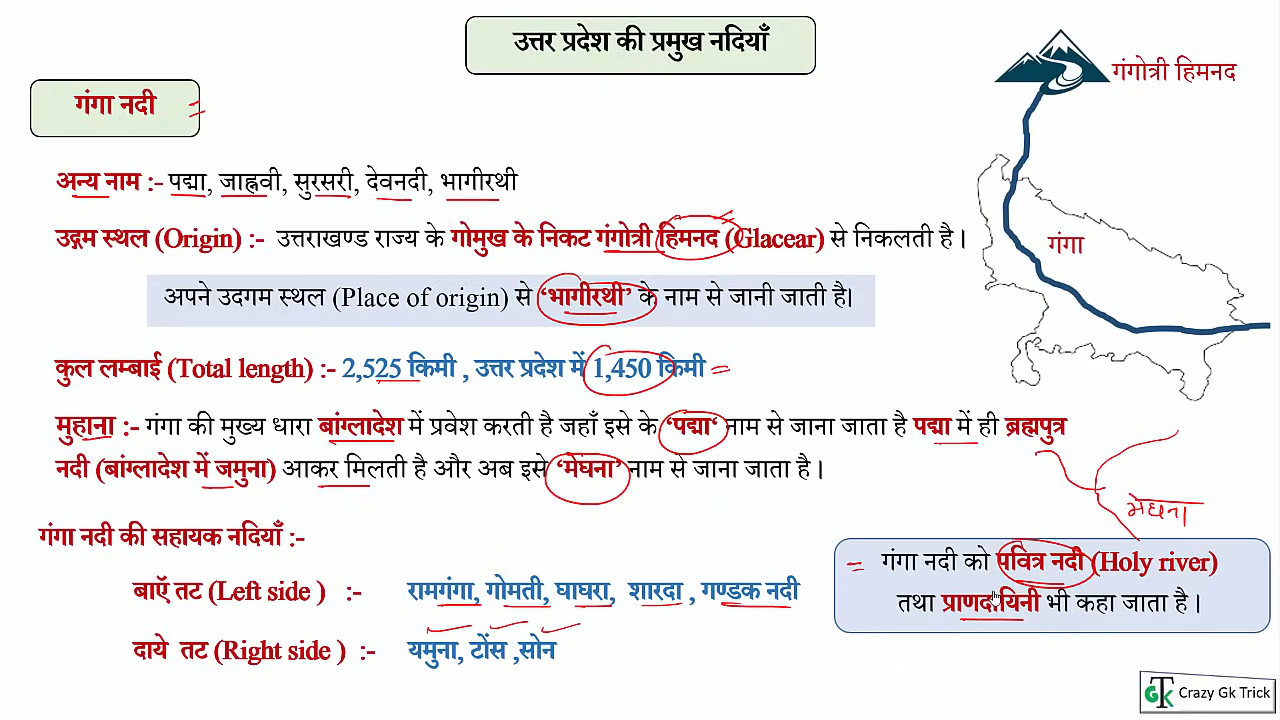 उत्तर प्रदेश की प्रमुख नदियाँ
गंगोत्री हिमनद
गंगा नदी
अन्य नाम :- पद्मा, जाह्नवी, सुरसरी, देवनदी, भागीरथी
उद्गम स्थल (Origin) :- उत्तराखण्ड राज्य के गोमुख के निकट गंगोत्री हिमनद (Glacear) से निकलती है।
गंगा
अपने उदगम स्थल (Place of origin) से ‘भागीरथी’ के नाम से जानी जाती है।
कुल लम्बाई (Total length) :- 2,525 किमी , उत्तर प्रदेश में 1,450 किमी
मुहाना :- गंगा की मुख्य धारा बांग्लादेश में प्रवेश करती है जहाँ इसे के ‘पद्मा‘ नाम से जाना जाता है पद्मा में ही ब्रह्मपुत्र
नदी (बांग्लादेश में जमुना) आकर मिलती है और अब इसे ‘मेघना’ नाम से जाना जाता है।
मेघना
गंगा नदी की सहायक नदियाँ :-
बाएँ तट (Left side ) :- रामगंगा, गोमती, घाघरा, शारदा , गण्डक नदी
दाये तट (Right side ) :- यमुना, टोंस ,सोन
गंगा नदी को पवित्र नदी (Holy river)
तथा प्राणदायिनी भी कहा जाता है।
GTK Crazy Gk Trick